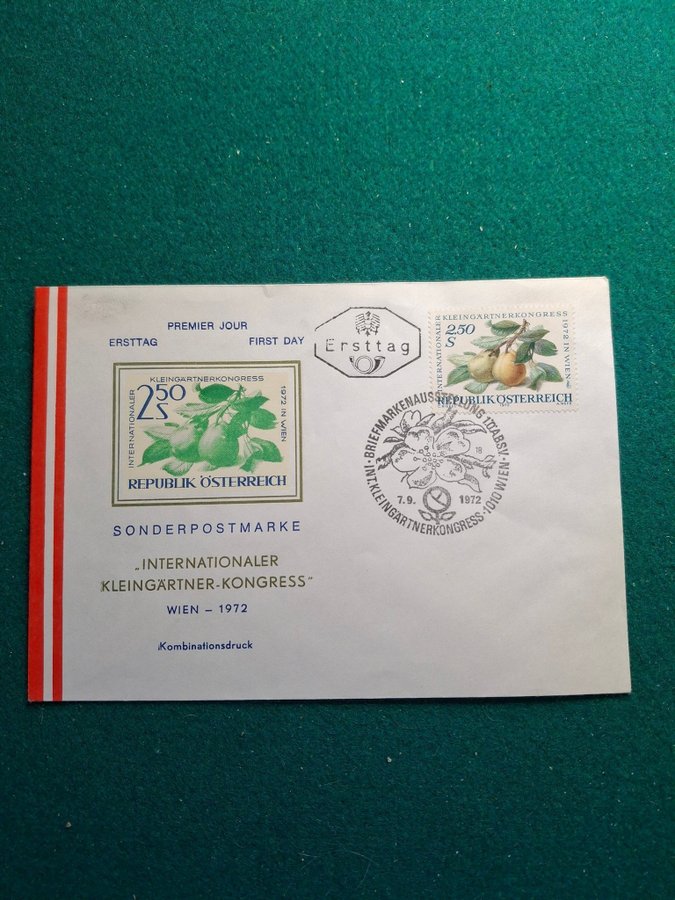 PREMIER JOUR
ERSTTAG FIRST DAY
Ersttag
INTERNATIONALER
KLEINGÄRTNERKONGRESS
1972 IN WIEN
2.50
S
REPUBLIK ÖSTERREICH
INTERNATIONALER
KLEINGÄRTNERKONGRESS
1972 IN WIEN
2 50
S
REPUBLIK ÖSTERREICH
BRIEFMARKENAUSSTELLUNG
INT. KLEINGÄRTNERKONGRESS · 1010 WIEN
18
7.9. 1972
SONDERPOSTMARKE
„INTERNATIONALER
KLEINGÄRTNER-KONGRESS"
WIEN – 1972
Kombinationsdruck